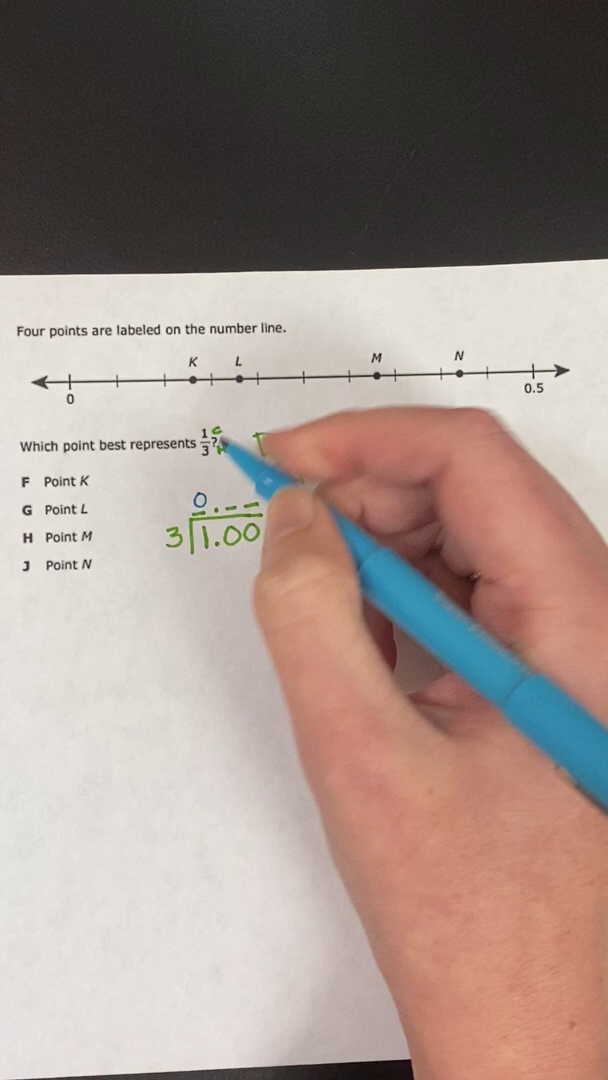 Four points are labeled on the number line.
K L M N
0 0.5
Which point best represents 1/3?
F Point K
G Point L
H Point M
J Point N
0.
3 1.00